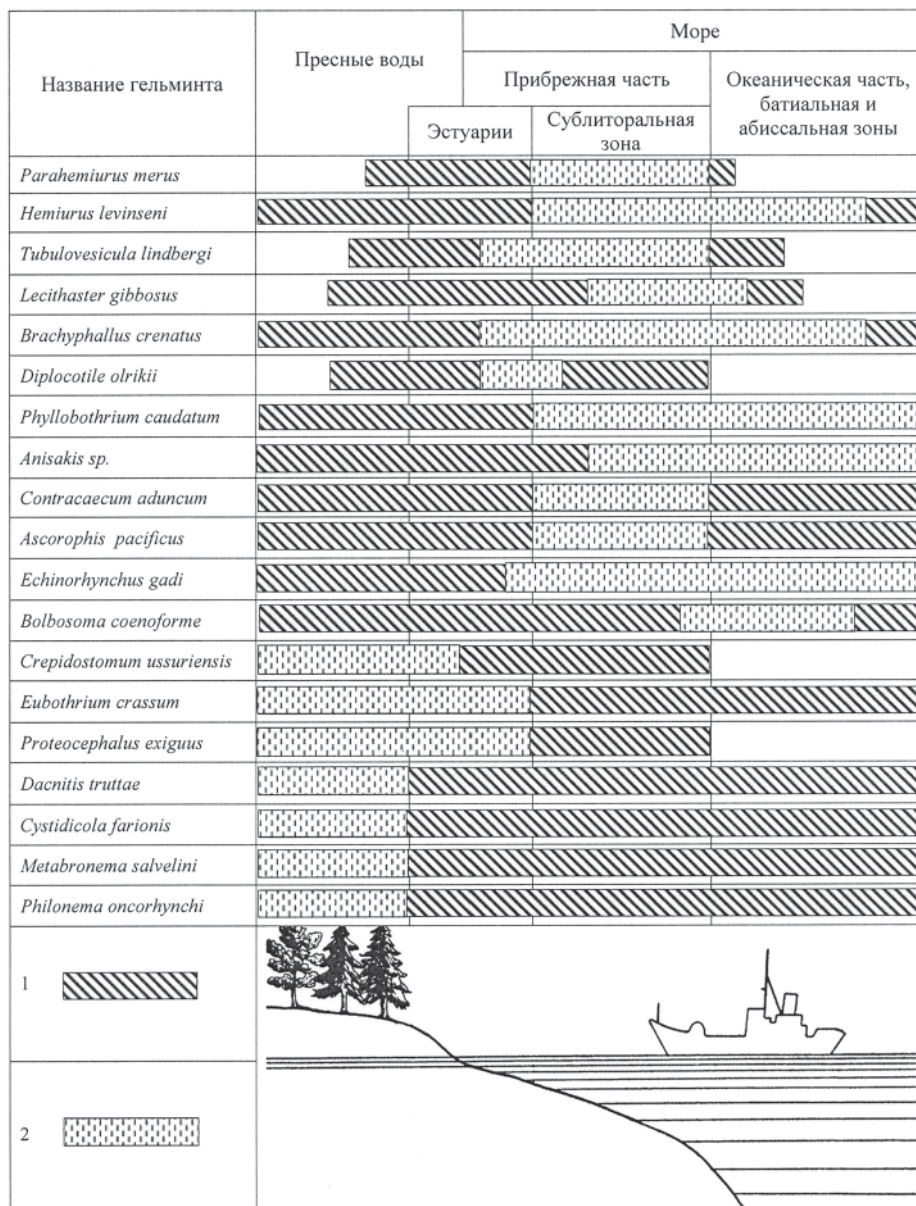 Название гельминта
Пресные воды
Море
Прибрежная часть
Океаническая часть,
батиальная и
абиссальная зоны
Эстуарии
Сублиторальная
зона
Parahemiurus merus
Hemiurus levinseni
Tubulovesicula lindbergi
Lecithaster gibbosus
Brachyphallus crenatus
Diplocotile olrikii
Phyllobothrium caudatum
Anisakis sp.
Contracaecum aduncum
Ascorophis pacificus
Echinorhynchus gadi
Bolbosoma coenoforme
Crepidostomum ussuriensis
Eubothrium crassum
Proteocephalus exiguus
Dacnitis truttae
Cystidicola farionis
Metabronema salvelini
Philonema oncorhynchi
1
2